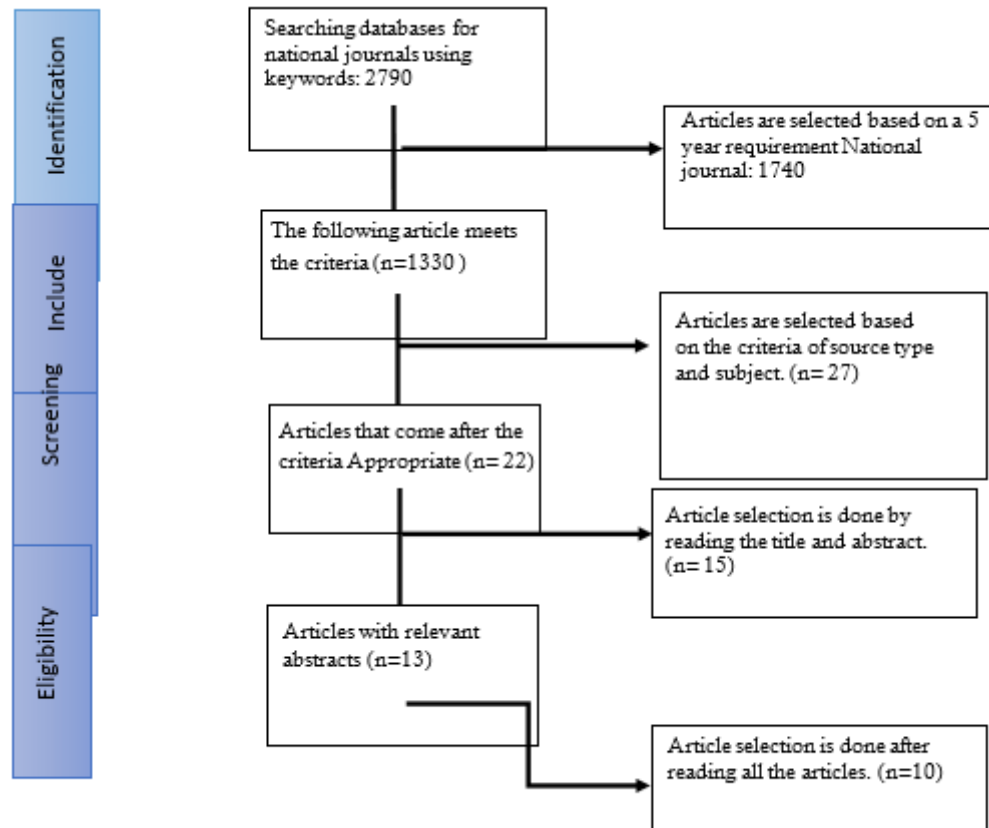 Identification
Searching databases for
national journals using
keywords: 2790
Articles are selected based on a 5
year requirement National
journal: 1740
Include
The following article meets
the criteria (n=1330 )
Articles are selected based
on the criteria of source type
and subject. (n= 27)
Screening
Articles that come after the
criteria Appropriate (n= 22)
Article selection is done by
reading the title and abstract.
(n= 15)
Eligibility
Articles with relevant
abstracts (n=13)
Article selection is done after
reading all the articles. (n=10)